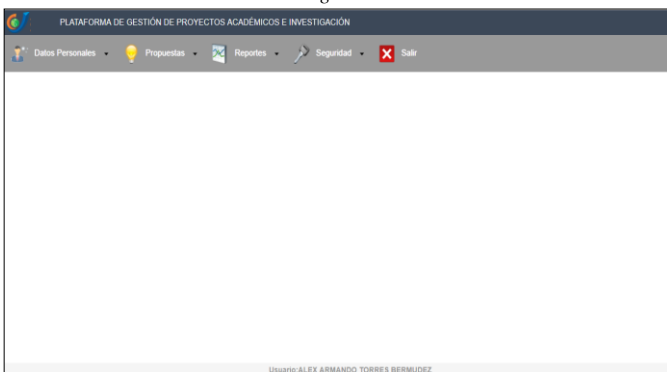 PLATAFORMA DE GESTIÓN DE PROYECTOS ACADÉMICOS E INVESTIGACIÓN
Datos Personales Propuestas Reportes Seguridad Salir
Usuario:ALEX ARMANDO TORRES BERMUDEZ